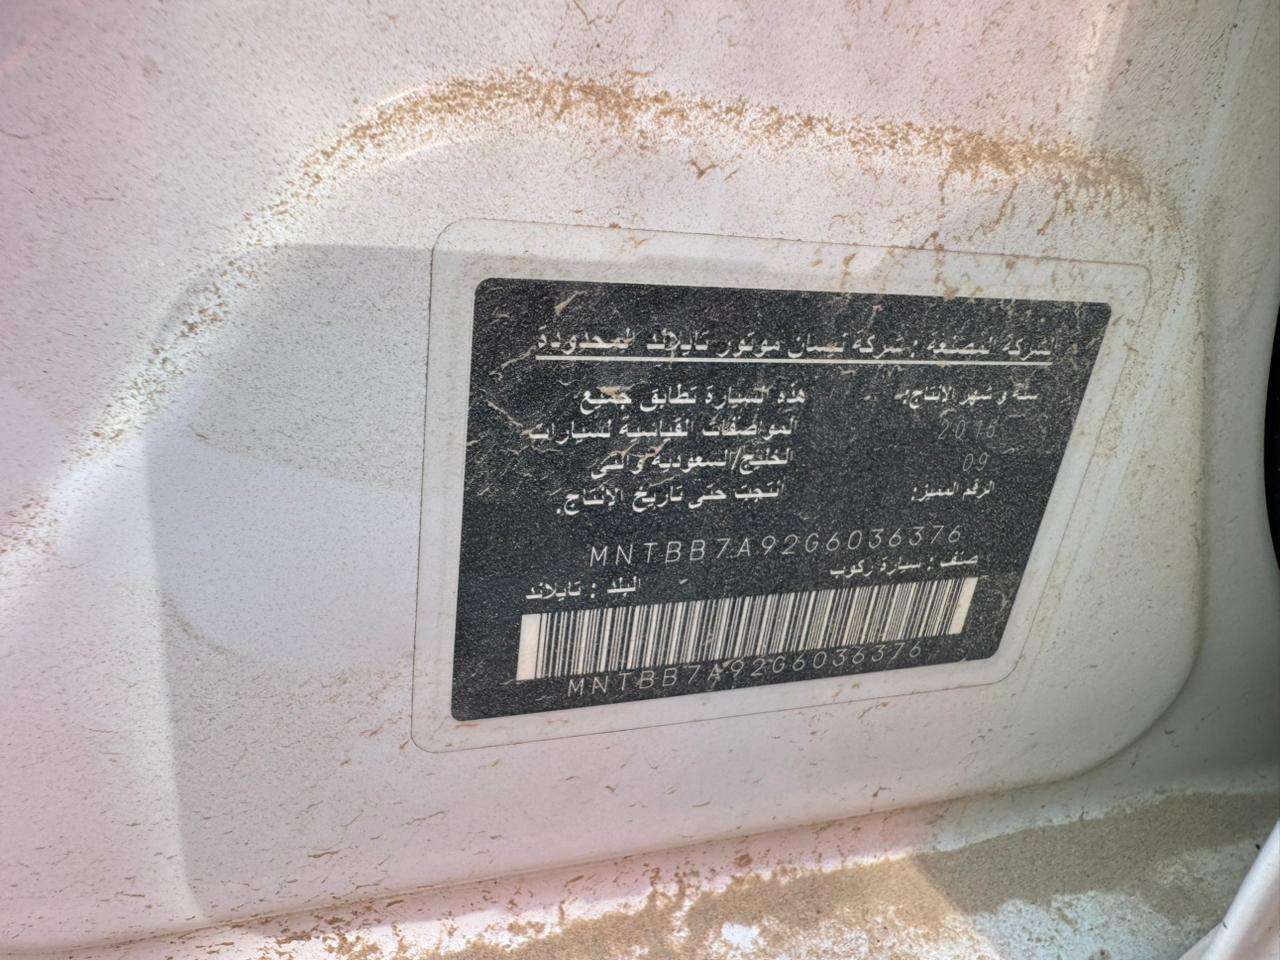 الشركة المصنعة : شركة نيسان موتور تايلاند المحدودة
سنة و شهر الإنتاج:
2016
09
الرقم المميز:
هذه السيارة تطابق جميع
المواصفات القياسية لسيارات
الخليج/السعودية والتي
أنتجت حتى تاريخ الإنتاج.
MNTBB7A92G6036376
صنف : سيارة ركوب
البلد : تايلاند
MNTBB7A92G6036376